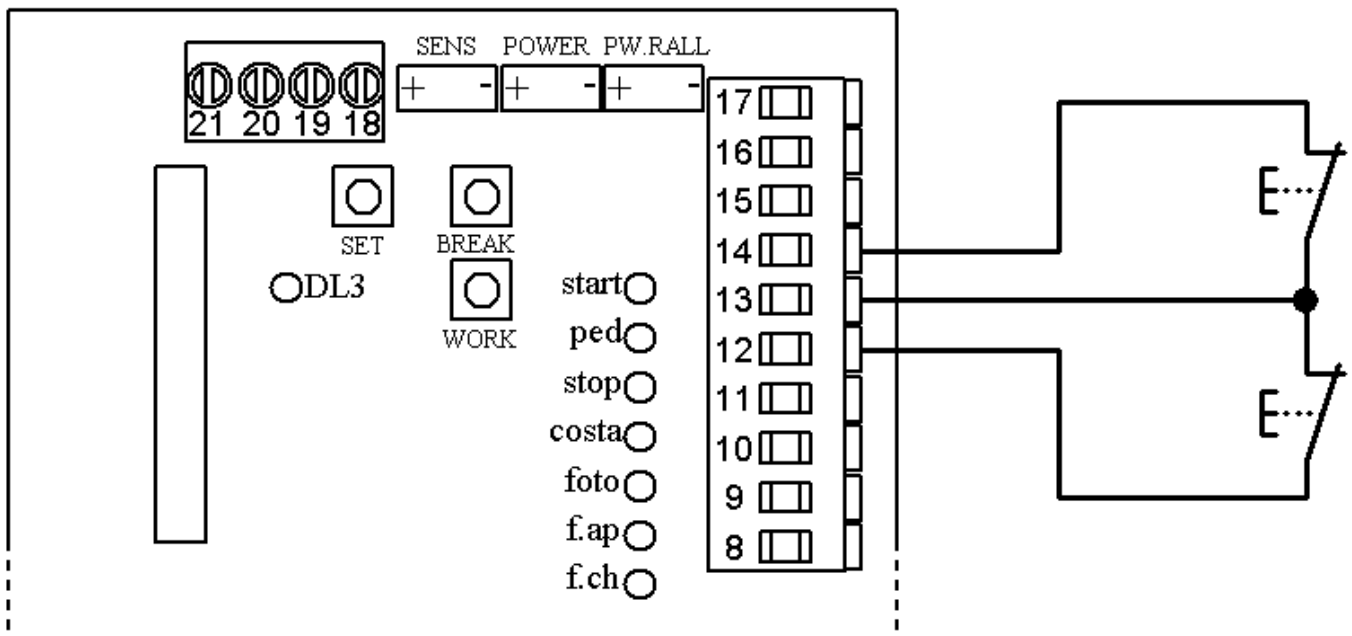 SENS POWER PW.RALL
+ - + - + -
21 20 19 18
17
16
15
14
13
12
11
10
9
8
SET
BREAK
WORK
DL3
start
ped
stop
costa
foto
f.ap
f.ch